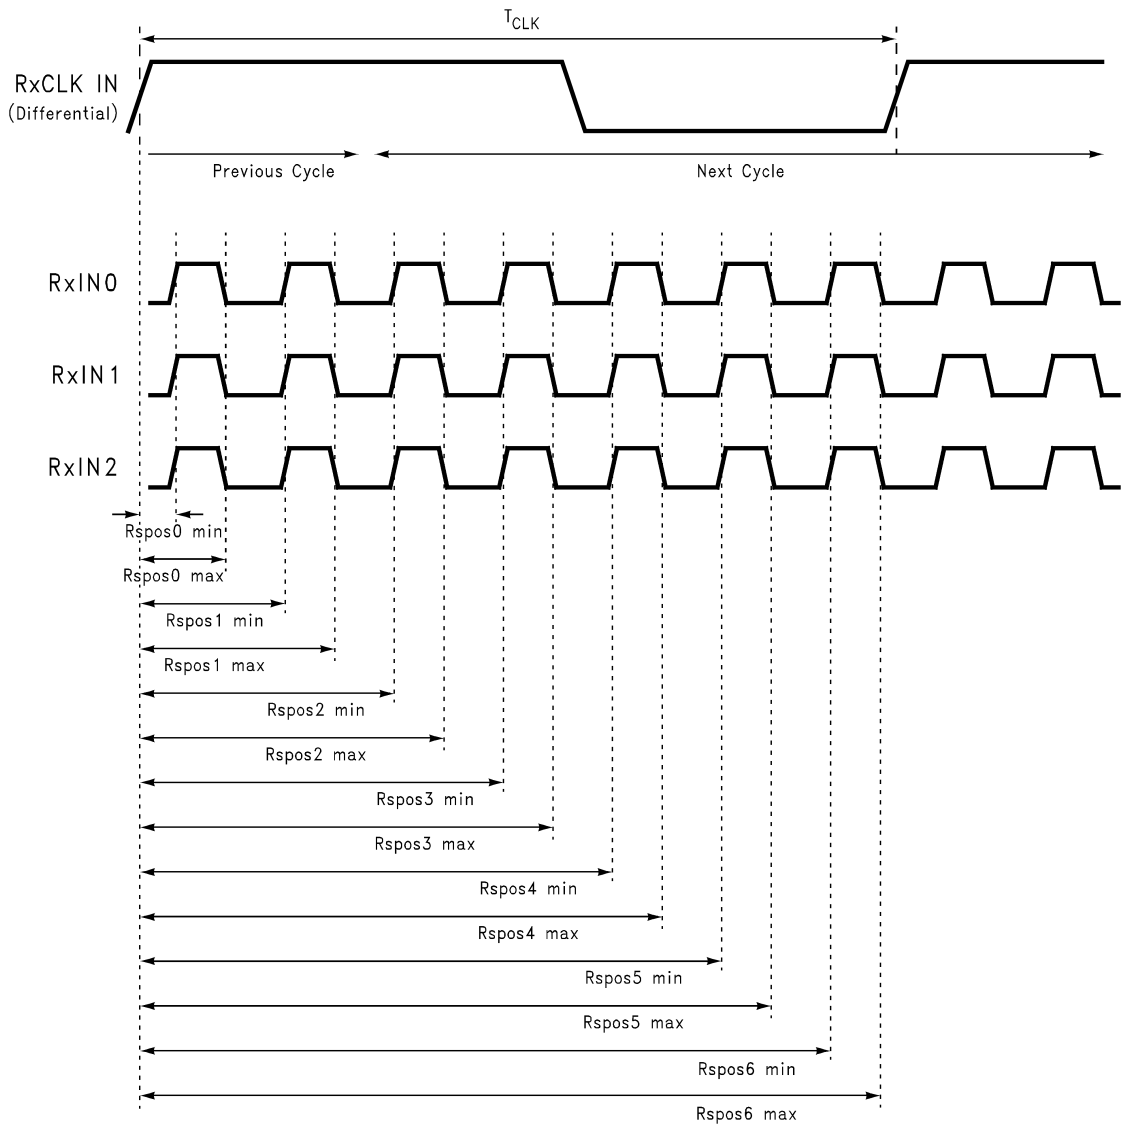 TCLK
RxCLK IN
(Differential)
Previous Cycle
Next Cycle
RxIN0
RxIN1
RxIN2
Rspos0 min
Rspos0 max
Rspos1 min
Rspos1 max
Rspos2 min
Rspos2 max
Rspos3 min
Rspos3 max
Rspos4 min
Rspos4 max
Rspos5 min
Rspos5 max
Rspos6 min
Rspos6 max